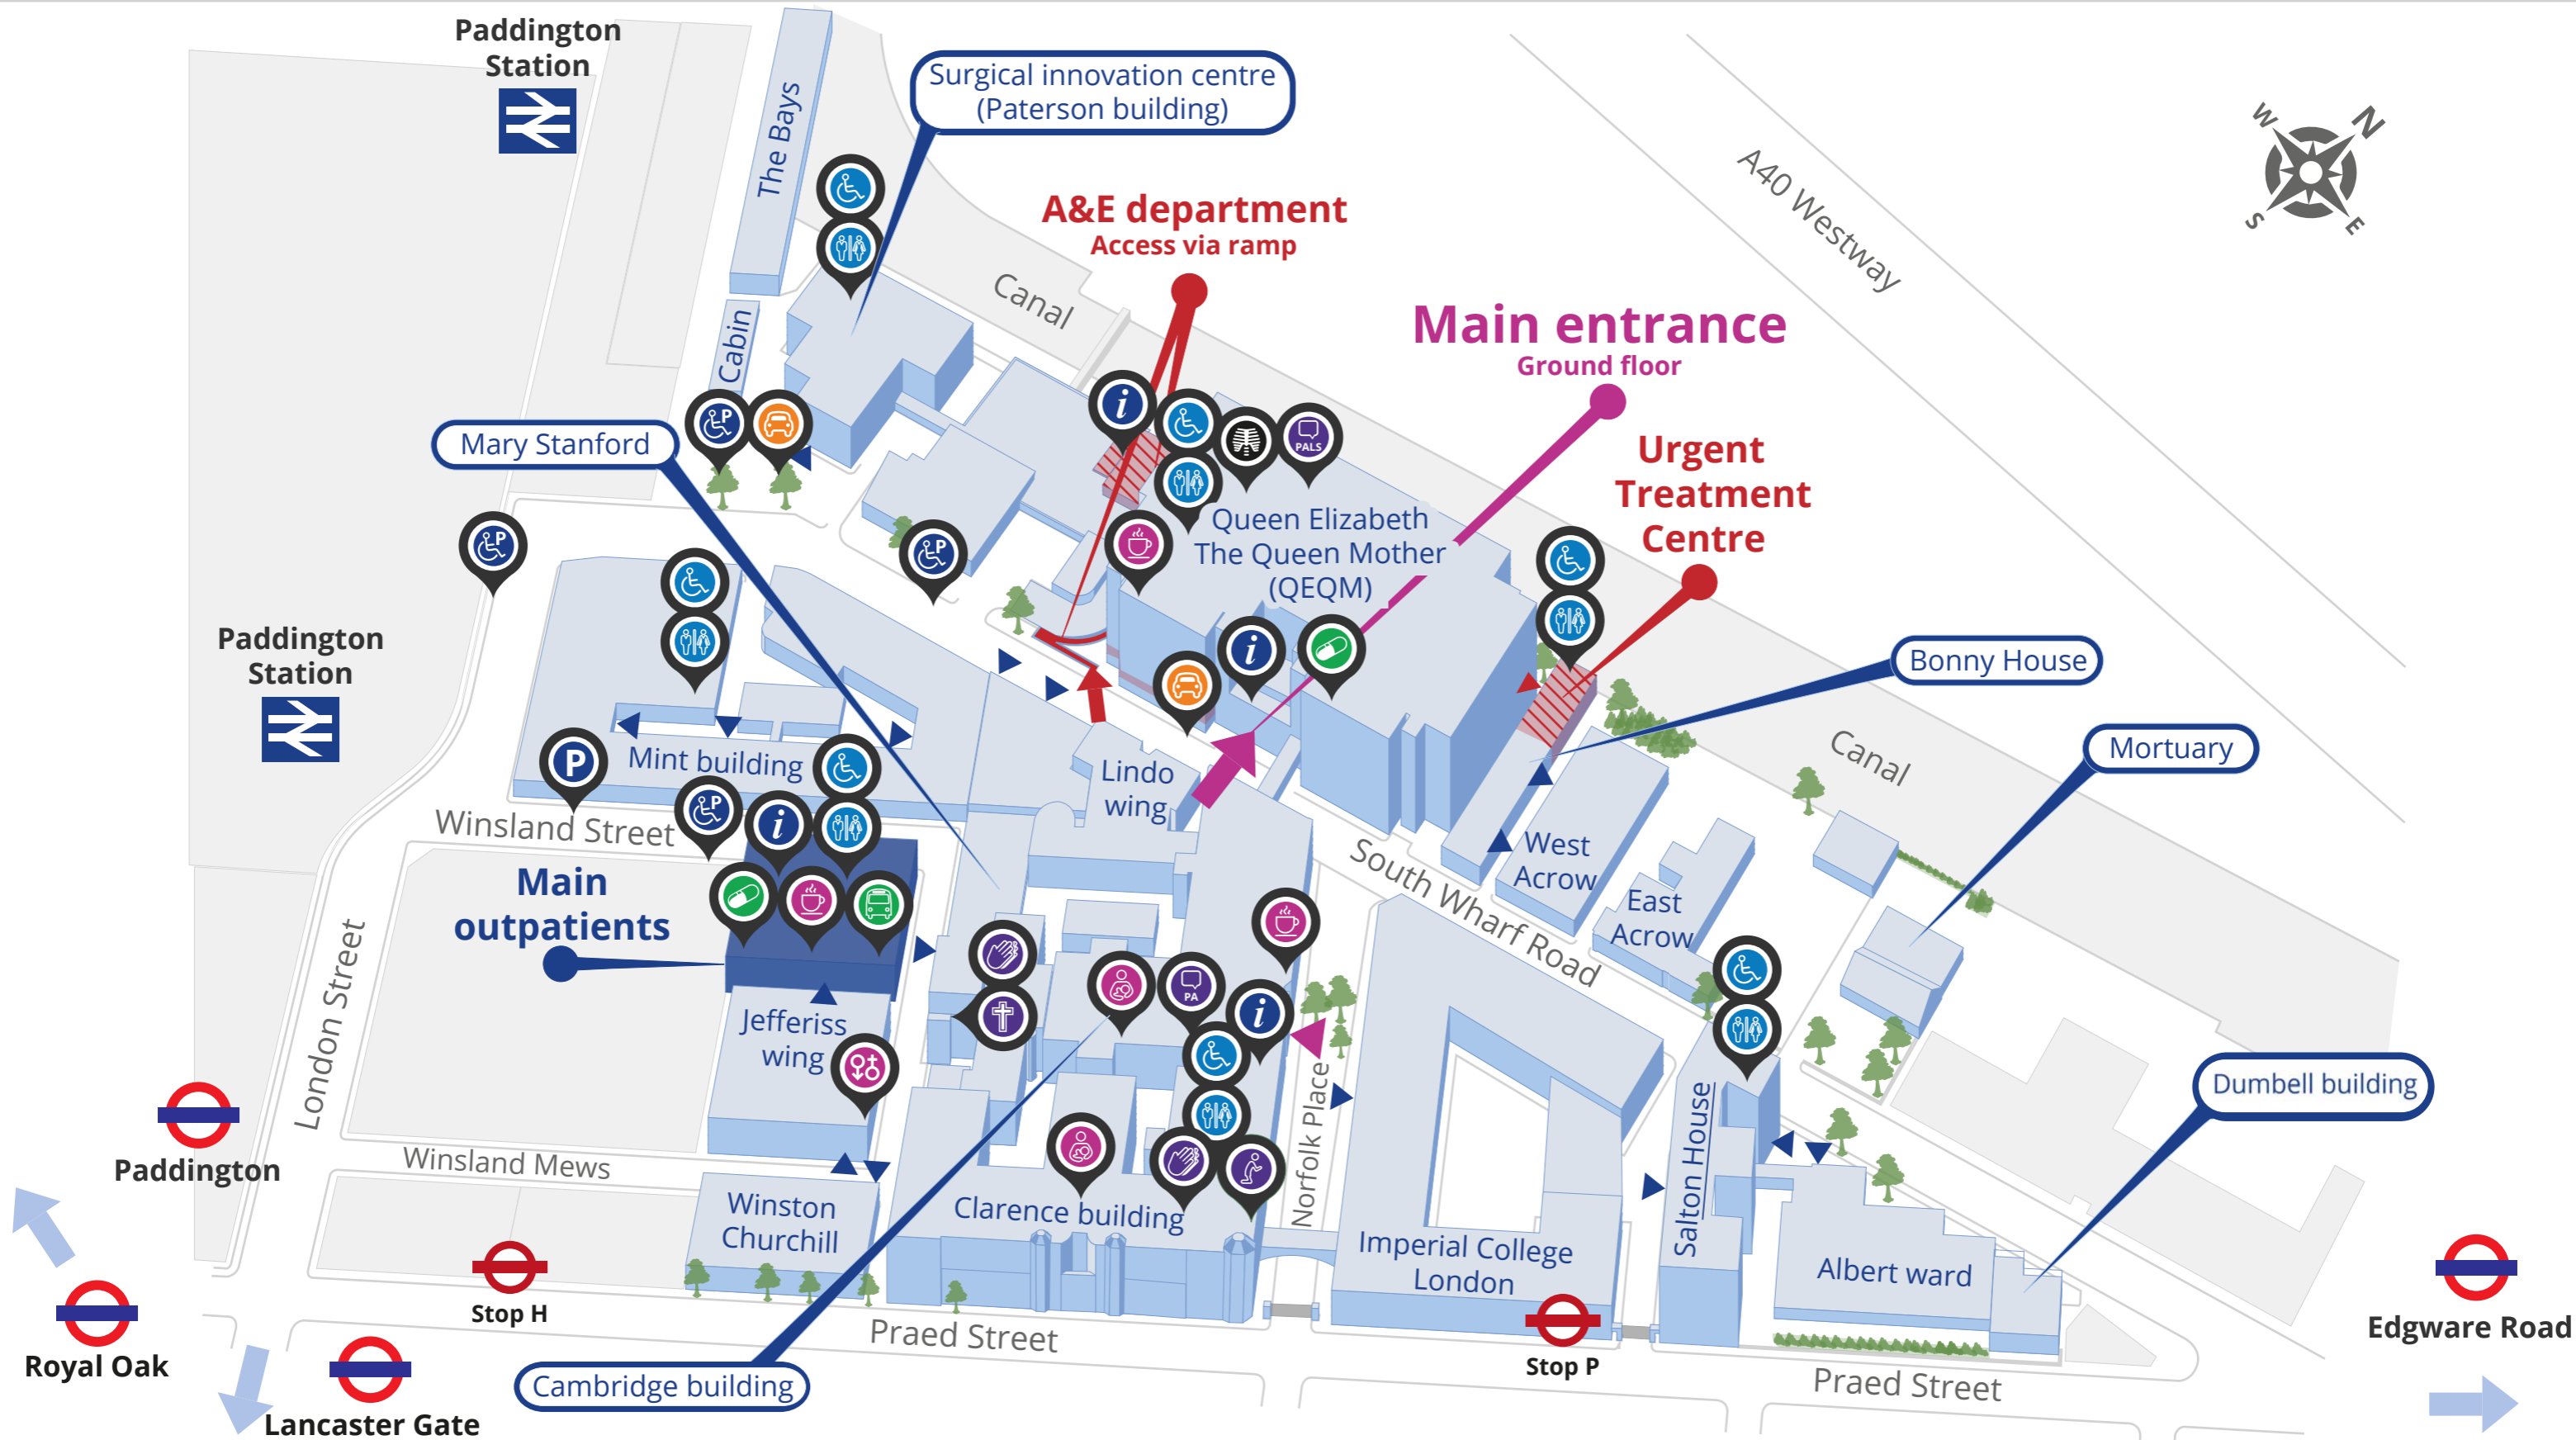 Paddington
Station
The Bays
Surgical innovation centre
(Paterson building)
A40 Westway
W
N
S
E
A&E department
Access via ramp
Canal
Cabin
Main entrance
Ground floor
P
i
PALS
Mary Stanford
Urgent
Treatment
Centre
Queen Elizabeth
The Queen Mother
(QEQM)
P
P
i
Paddington
Station
Bonny House
Mortuary
Canal
P
Mint building
Lindo
wing
P
i
Winsland Street
South Wharf Road
West
Acrow
East
Acrow
Main
outpatients
London Street
Jefferiss
wing
PA
i
Norfolk Place
Salton House
Dumbell building
Paddington
Winsland Mews
Winston
Churchill
Clarence building
Imperial College
London
Albert ward
Stop H
Royal Oak
Lancaster Gate
Praed Street
Cambridge building
Stop P
Praed Street
Edgware Road